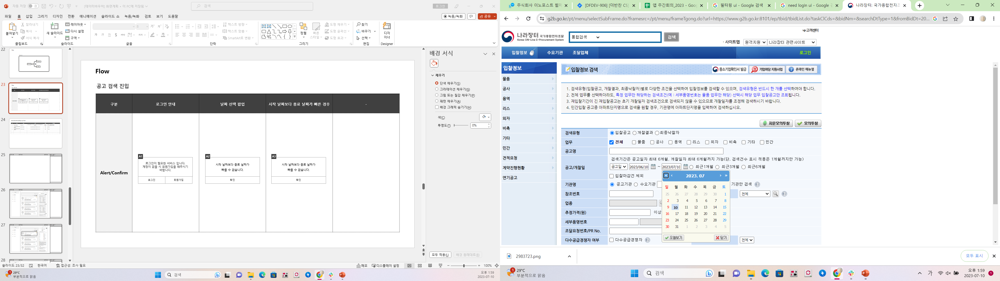 자동 저장
[데이터바우처] 화면계획 • 이 PC에 저장됨
검색
로그인
파일 홈 삽입 그리기 디자인 전환 애니메이션 슬라이드 쇼 녹음/녹화 검토 보기 도움말
녹음/녹화
공유
붙여넣기
잘라내기
복사
서식 복사
클립보드
새 슬라이드
레이아웃
다시 설정
구역
슬라이드
글꼴
텍스트 방향
텍스트 맞춤
SmartArt로 변환
단락
정렬
빠른 스타일
도형 채우기
도형 윤곽선
도형 효과
그리기
찾기
바꾸기
선택
편집
디자이너
Designer
22
23
24
25
26
27
28
Flow
공고 검색 진입
구분 로그인 안내 날짜 선택 팝업 시작 날짜보다 종료 날짜가 빠른 경우 -
Alert/Confirm
A1
로그인이 필요한 서비스 입니다.
계정이 없을 시 회원가입을 해주시기
바랍니다.
로그인 회원가입
A2
시작 날짜보다 종료 날짜가
빠를 수 없습니다.
확인
A3
시작 날짜보다 종료 날짜가
빠를 수 없습니다.
확인
배경 서식
채우기
단색 채우기(S)
그라데이션 채우기(G)
그림 또는 질감 채우기(P)
패턴 채우기(A)
배경 그래픽 숨기기(H)
색(C)
투명도(T) 0%
모두 적용(L) 배경 원래대로(B)
슬라이드 23/32 한국어 접근성: 조사 필요
메모 디스플레이 설정 100%
29°C
부분적으로 맑음
검색
오후 1:59
2023-07-10
주식회사 이노포스트 웹메
[DFDEV-906] [더반찬 CS]
앱 주간회의_2023 - Goog
필터링 ui - Google 검색
need login ui - Google 검
나라장터: 국가종합전자조
g2b.go.kr/pt/menu/selectSubFrame.do?framesrc=/pt/menu/frameTgong.do?url=https://www.g2b.go.kr:8101/ep/tbid/tbidList.do?taskClCds=&bidNm=&searchDtType=1&fromBidDt=20...
나라장터 국가종합전자조달
Korea ON-Line E-Procurement System
통합검색
검색
e-고객센터
사이트맵 원격지원 나라장터 관련사이트
입찰정보 수요기관 조달업체 로그인
입찰정보
물품
공사
용역
리스
외자
비축
기타
민간
견적요청
계약진행현황
연기공고
입찰정보 검색
중소기업확인서 발급 기업마당 지원사업 온라인 매뉴얼
1. 검색유형(입찰공고, 개찰결과, 최종낙찰자)별로 다양한 조건을 선택하여 입찰정보를 검색할 수 있으며, 검색유형은 반드시 한 개를 선택하여야 합니다.
2. 전체 업무를 선택하더라도, 특정 업무만 해당하는 검색조건(예 : 세부품명번호는 물품 업무만 해당) 선택시 해당 업무 입찰공고만 조회됩니다.
3. 재입찰기간이 긴 재입찰공고는 초기 개찰일자 검색조건으로 검색되지 않을 수 있으므로 개찰일자를 조정해 검색하시기 바랍니다.
4. 민간입찰 공고중 아파트단지명으로 검색을 원할 경우, 기관명에 아파트단지명을 입력하여 검색하십시오.
지문모의투찰 모의투찰
검색유형 입찰공고 개찰결과 최종낙찰자
업무 전체 물품 공사 용역 리스 외자 비축 기타 민간
공고명
공고/개찰일
검색기간은 공고일자 최대 6개월, 개찰일자 최대 6개월까지 가능(단, 검색건수 표시 적용은 1개월까지만 가능)
공고일 2023/06/10 ~ 2023/07/10 최근1개월 최근3개월 최근6개월
입찰마감건 제외
기관명 공고기관 수요기관 기관만 검색
참조번호 전체
업종
추정가격(원) 이상
세부품명번호
조달요청번호/PR No.
다수공급경쟁자 여부 다수공급경쟁자 전체
« ‹ 2023. 07 › »
일 월 화 수 목 금 토
25 26 27 28 29 30 1
2 3 4 5 6 7 8
9 10 11 12 13 14 15
16 17 18 19 20 21 22
23 24 25 26 27 28 29
30 31 1 2 3 4 5
오늘보기 닫기
2983723.png
모두 표시
29°C
부분적으로 맑음
검색
가
오후 1:59
2023-07-10